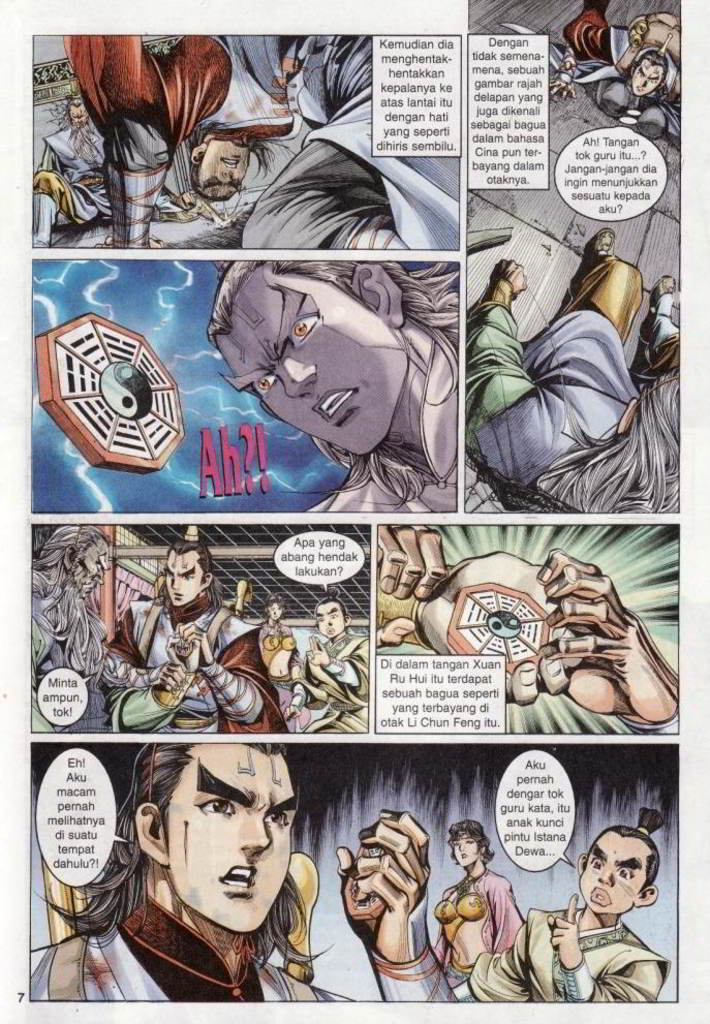 Kemudian dia
menghentak-
hentakkan
kepalanya ke
atas lantai itu
dengan hati
yang seperti
dihiris sembilu.
Dengan
tidak semena-
mena, sebuah
gambar rajah
delapan yang
juga dikenali
sebagai bagua
dalam bahasa
Cina pun ter-
bayang dalam
otaknya.
Ah! Tangan
tok guru itu...?
Jangan-jangan dia
ingin menunjukkan
sesuatu kepada
aku?
Ah?!
Minta
ampun,
tok!
Apa yang
abang hendak
lakukan?
Di dalam tangan Xuan
Ru Hui itu terdapat
sebuah bagua seperti
yang terbayang di
otak Li Chun Feng itu.
Eh!
Aku
macam
pernah
melihatnya
di suatu
tempat
dahulu?!
Aku
pernah
dengar tok
guru kata, itu
anak kunci
pintu Istana
Dewa...
7